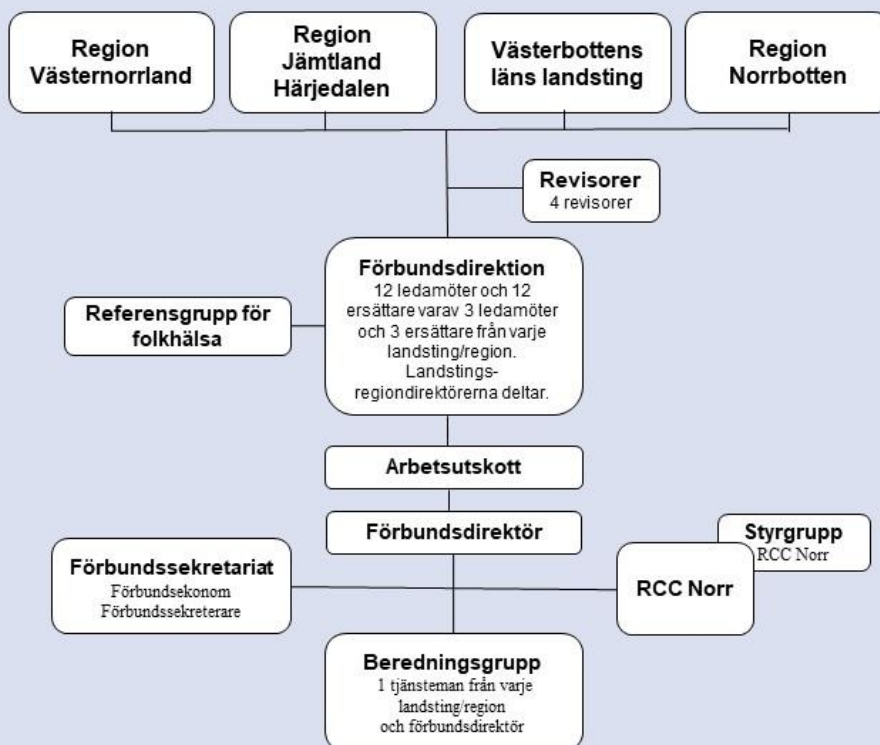 Region
Västernorrland
Region
Jämtland
Härjedalen
Västerbottens
läns landsting
Region
Norrbotten
Revisorer
4 revisorer
Förbundsdirektion
12 ledamöter och 12
ersättare varav 3 ledamöter
och 3 ersättare från varje
landsting/region.
Landstings-
regiondirektörerna deltar.
Referensgrupp för
folkhälsa
Arbetsutskott
Förbundsdirektör
Förbundssekretariat
Förbundsekonom
Förbundssekreterare
Styrgrupp
RCC Norr
RCC Norr
Beredningsgrupp
1 tjänsteman från varje
landsting/region
och förbundsdirektör